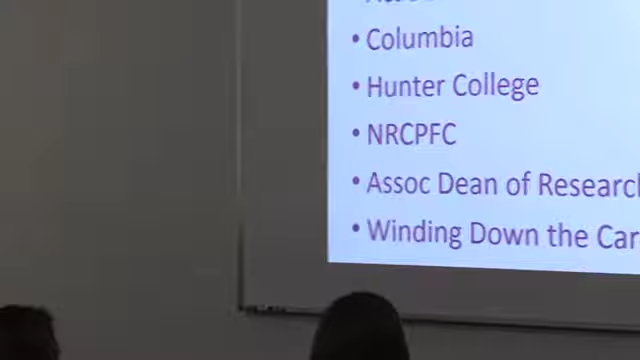 • Columbia
• Hunter College
• NRCPFC
• Assoc Dean of Research
• Winding Down the Car